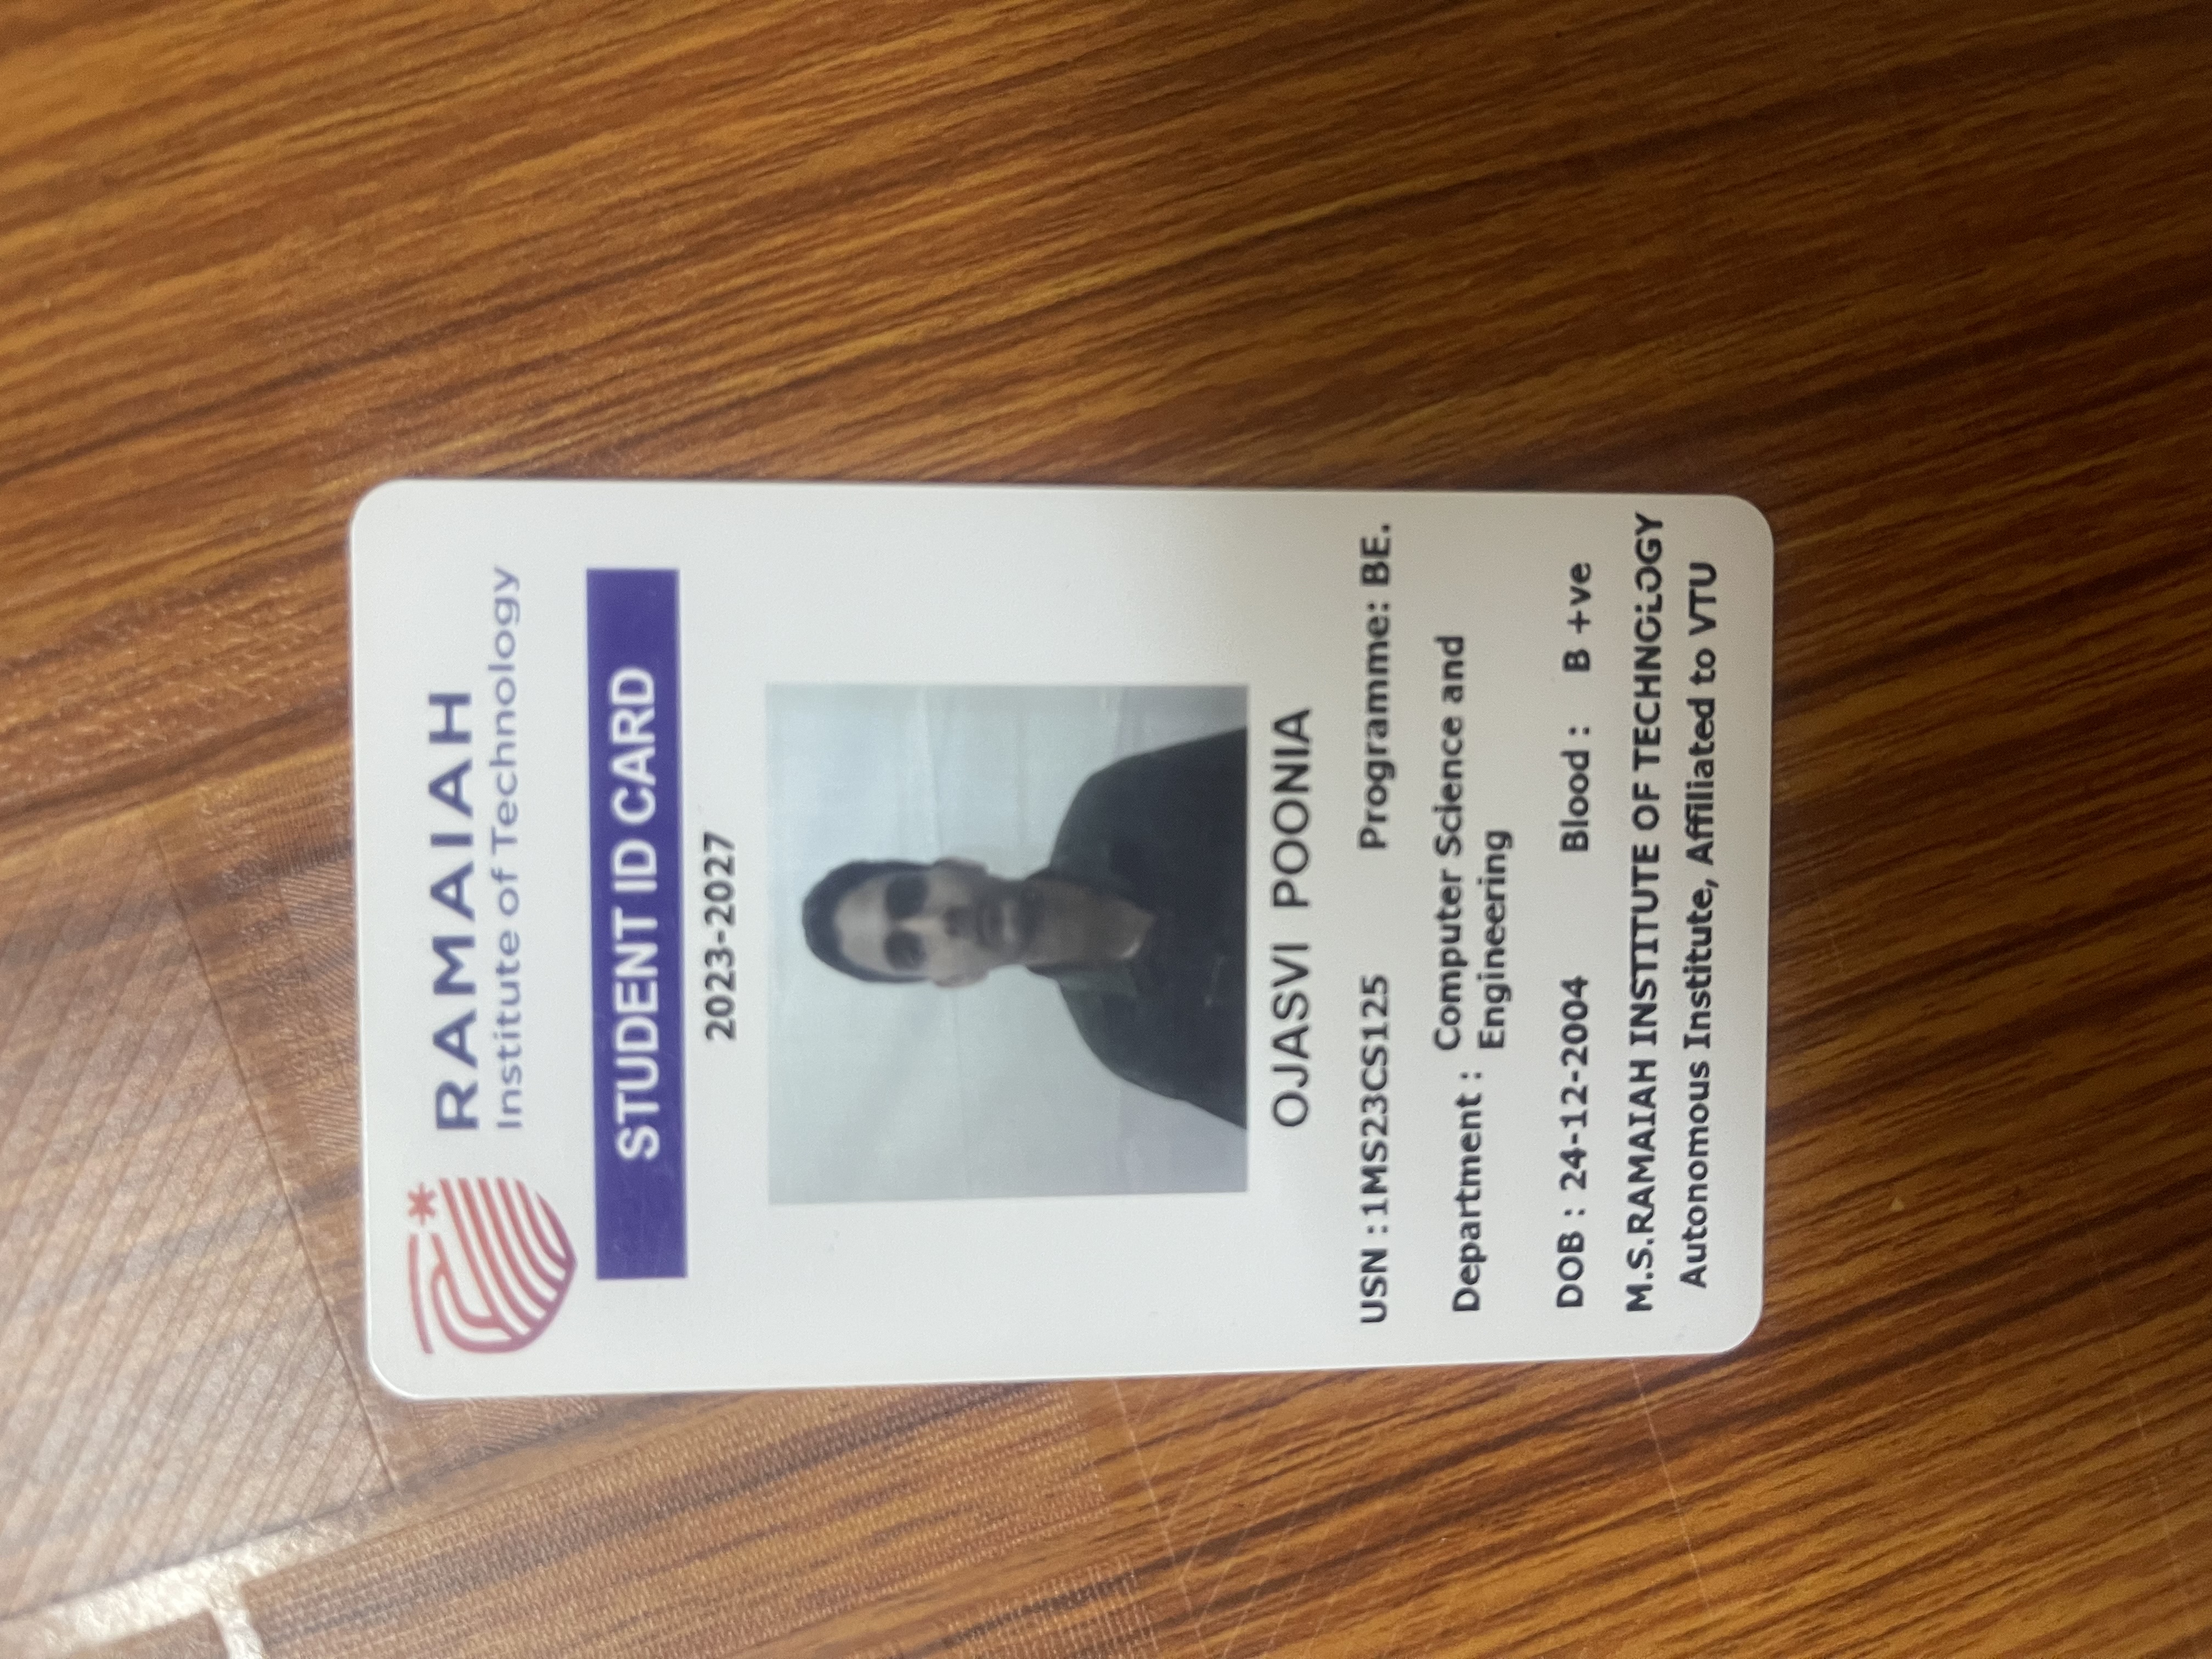 RAMAIAH
Institute of Technology
STUDENT ID CARD
2023-2027
OJASVI POONIA
USN : 1MS23CS125 Programme: BE.
Department : Computer Science and
Engineering
DOB : 24-12-2004 Blood : B +ve
M.S.RAMAIAH INSTITUTE OF TECHNOLOGY
Autonomous Institute, Affiliated to VTU